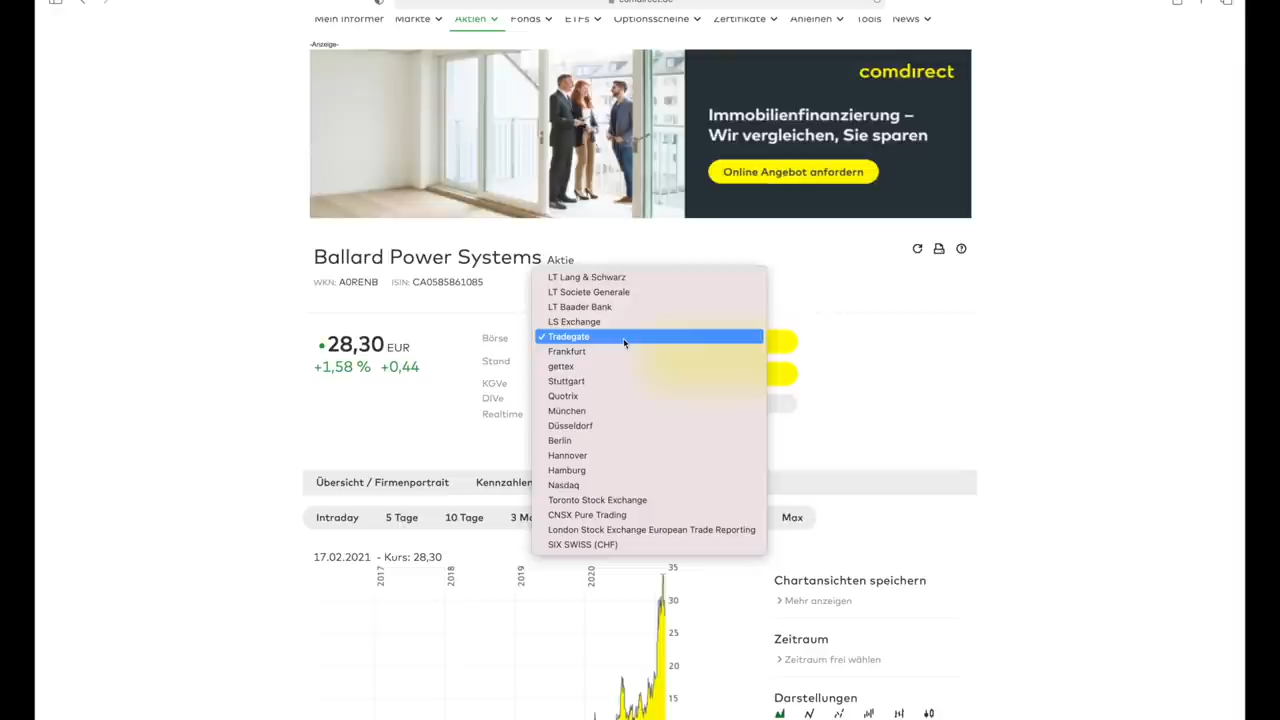 comdirect.de
Mein Informer Märkte Aktien Fonds ETFs Optionsscheine Zertifikate Anleihen Tools News
-Anzeige-
comdirect
Immobilienfinanzierung –
Wir vergleichen, Sie sparen
Online Angebot anfordern
Ballard Power Systems Aktie
WKN: A0RENB ISIN: CA0585861085
28,30 EUR
+1,58 % +0,44
Börse
Stand
KGVe
DIVe
Realtime
LT Lang & Schwarz
LT Societe Generale
LT Baader Bank
LS Exchange
Tradegate
Frankfurt
gettex
Stuttgart
Quotrix
München
Düsseldorf
Berlin
Hannover
Hamburg
Nasdaq
Toronto Stock Exchange
CNSX Pure Trading
London Stock Exchange European Trade Reporting
SIX SWISS (CHF)
Übersicht / Firmenportrait Kennzahlen
Intraday 5 Tage 10 Tage 3 Mo Max
17.02.2021 - Kurs: 28,30
2017 2018 2019 2020
35
30
25
20
15
Chartansichten speichern
Mehr anzeigen
Zeitraum
Zeitraum frei wählen
Darstellungen